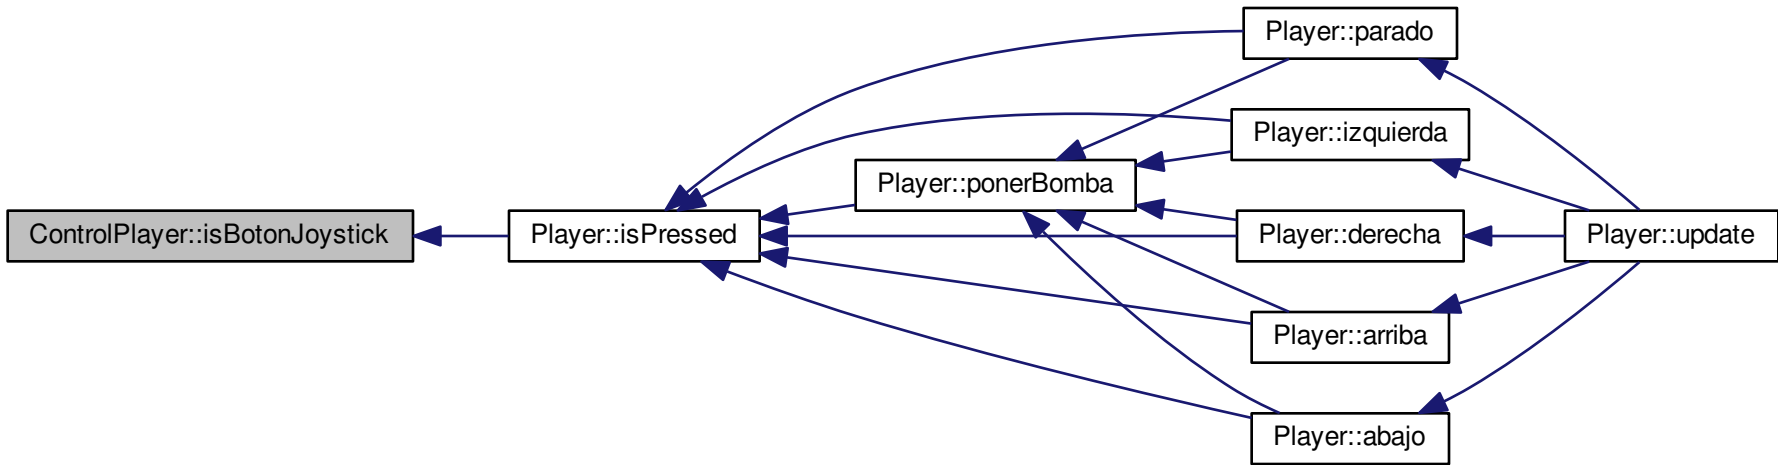 ControlPlayer::isBotonJoystick
Player::isPressed
Player::ponerBomba
Player::parado
Player::izquierda
Player::derecha
Player::arriba
Player::abajo
Player::update